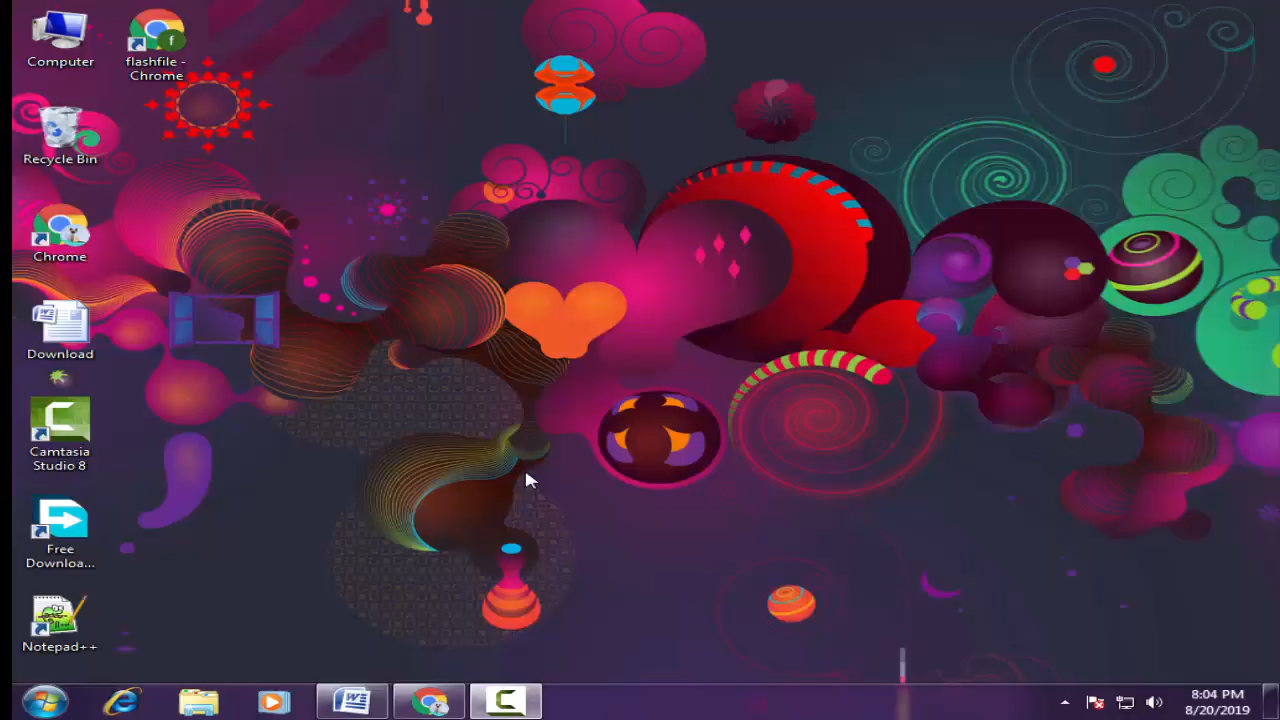 Computer
flashfile -
Chrome
Recycle Bin
Chrome
Download
Camtasia
Studio 8
Free
Downloa...
Notepad++
8:04 PM
8/20/2019